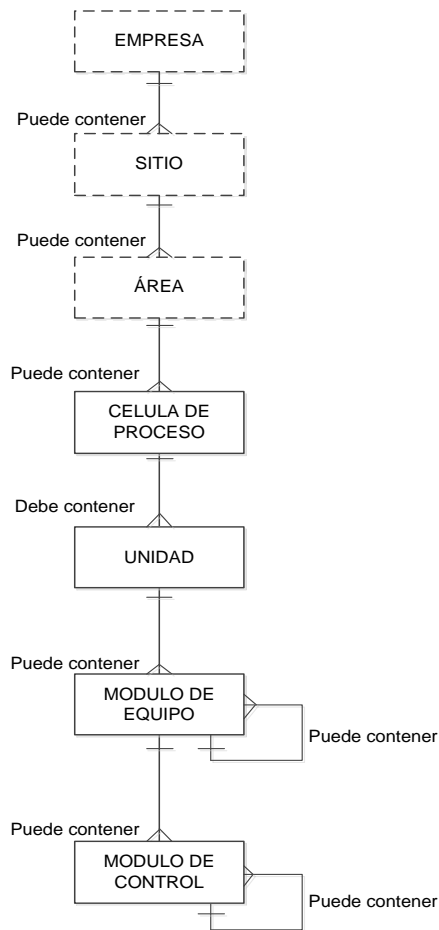 EMPRESA
Puede contener
SITIO
Puede contener
ÁREA
Puede contener
CELULA DE
PROCESO
Debe contener
UNIDAD
Puede contener
MODULO DE
EQUIPO
Puede contener
Puede contener
MODULO DE
CONTROL
Puede contener